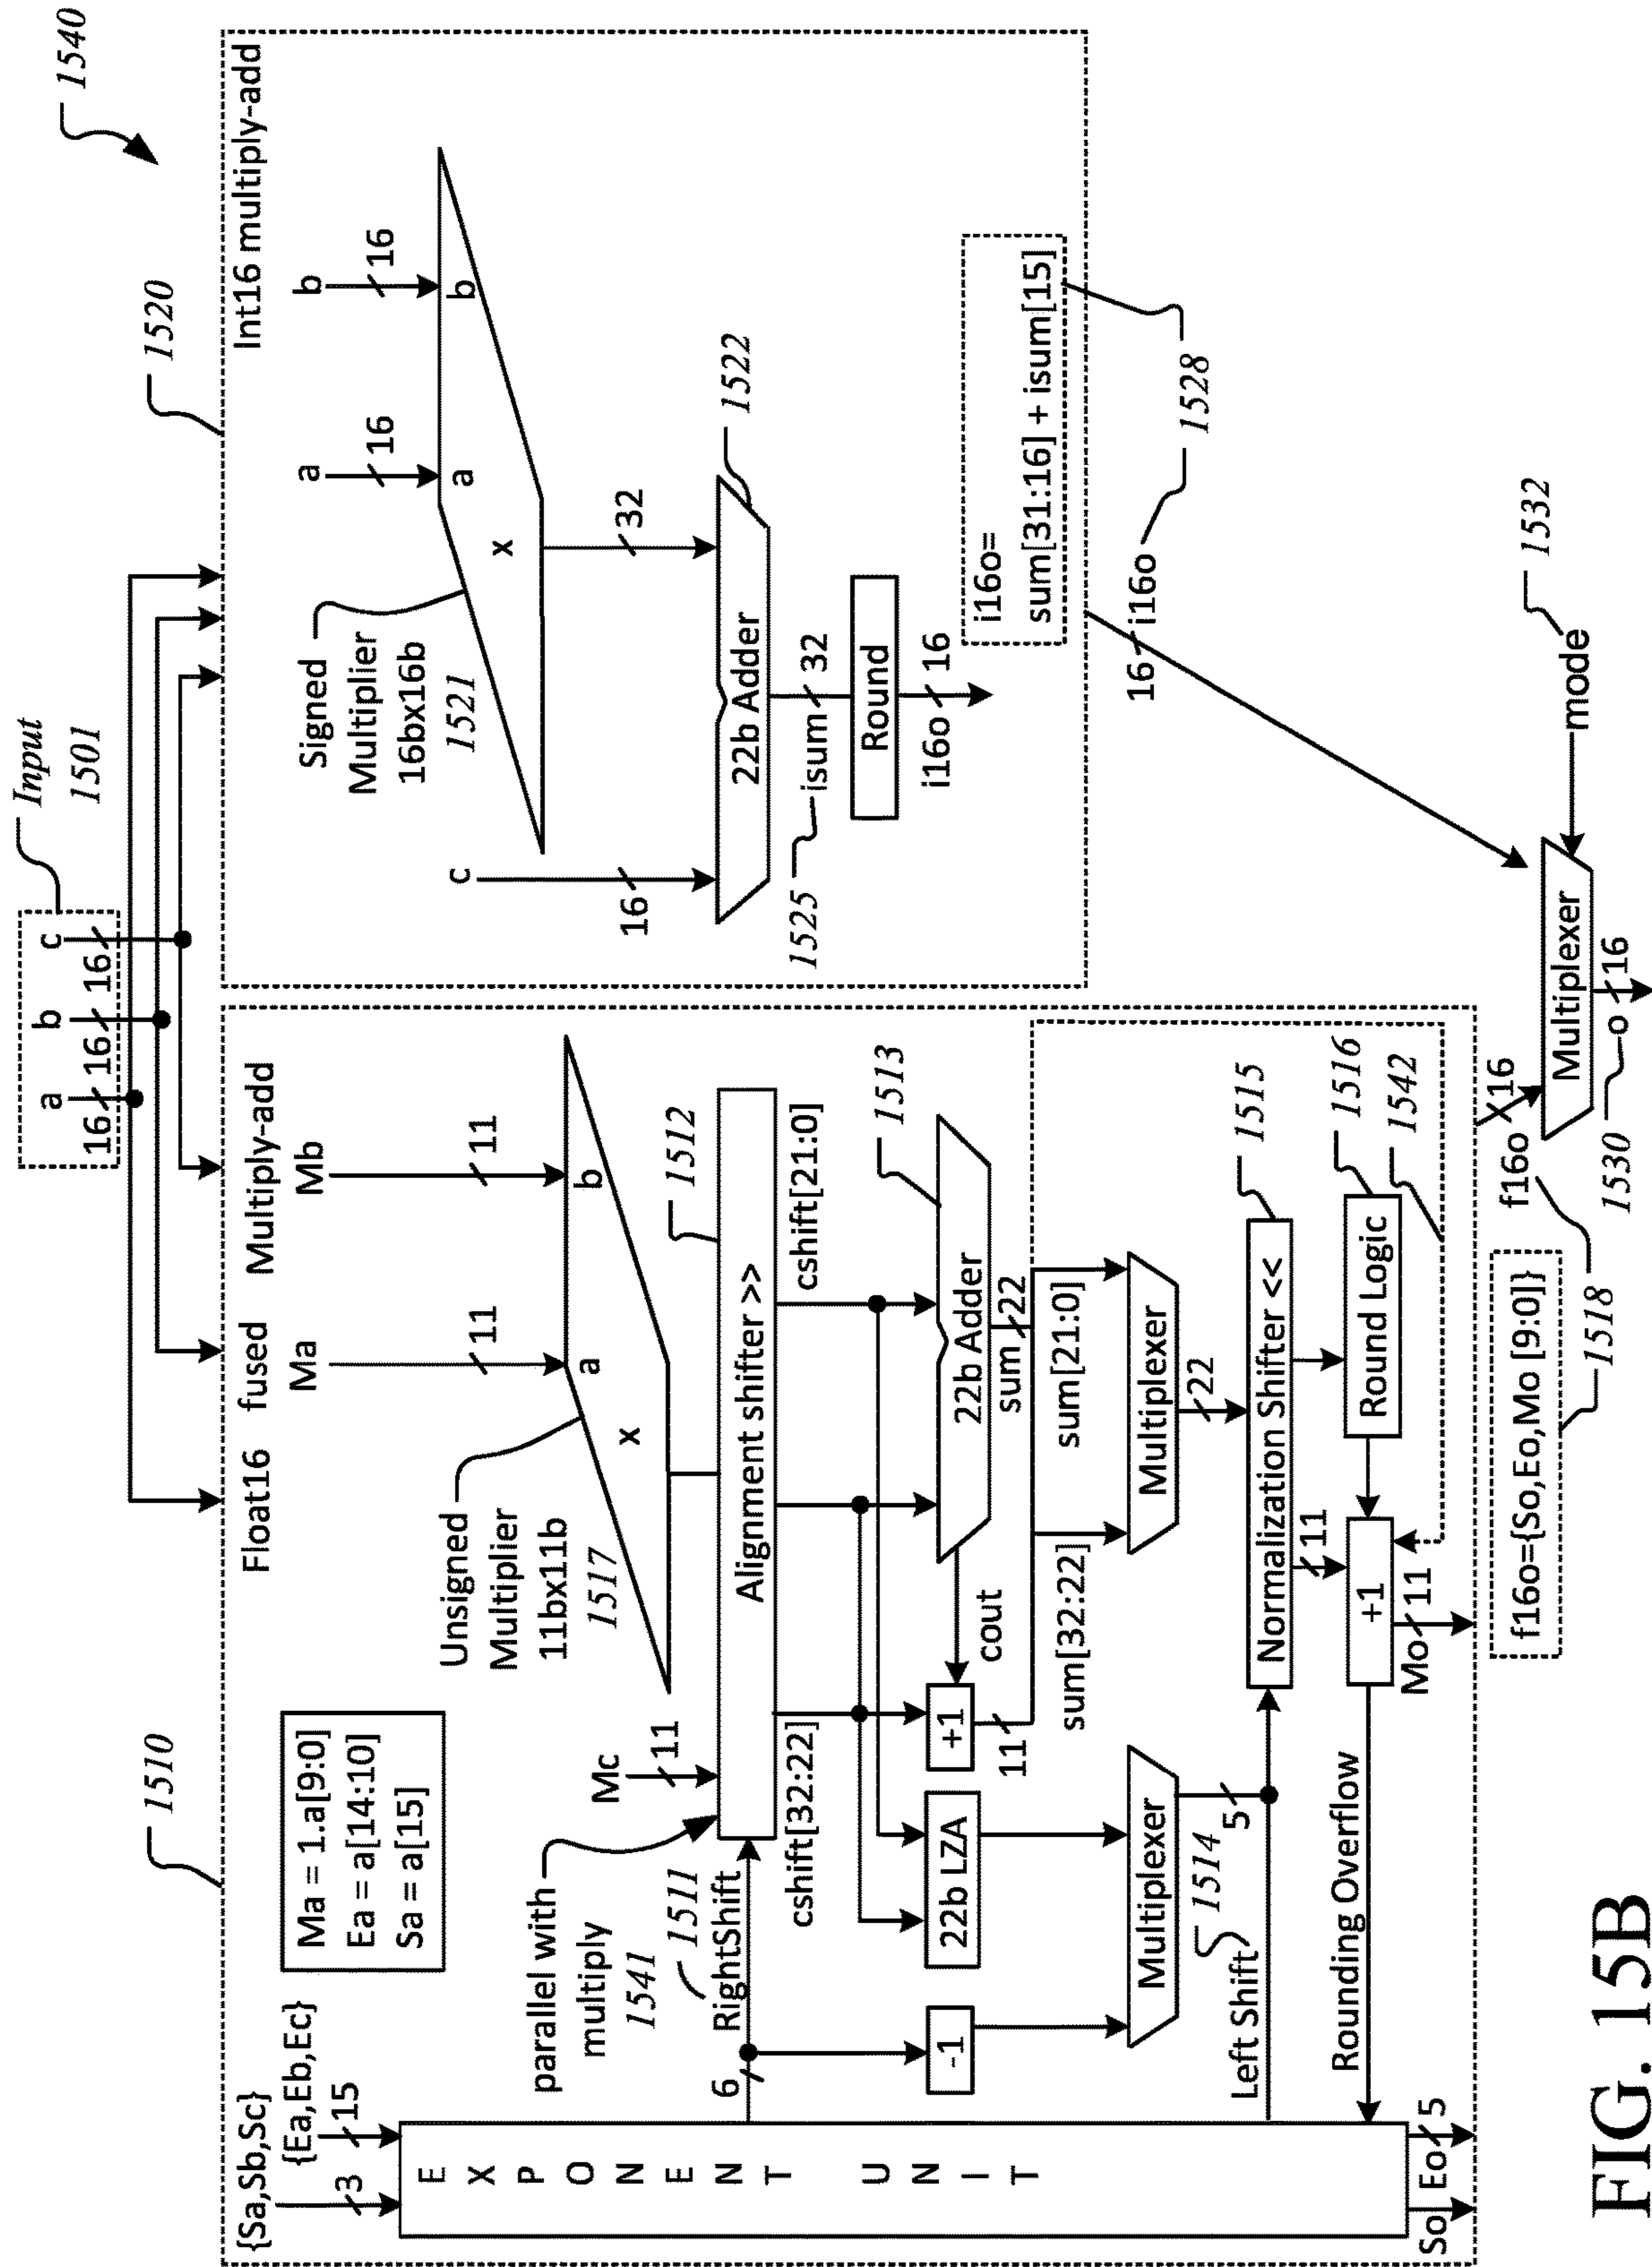 1540
Input
1501
a
b
c
16
16
16
1510
1520
Float16 fused Multiply-add
{Sa,Sb,Sc}
{Ea,Eb,Ec}
3
15
Ma = 1.a[9:0]
Ea = a[14:10]
Sa = a[15]
Ma
Mb
11
11
Unsigned
Multiplier
11bx11b
1517
a
b
x
EXPONENT UNIT
parallel with
multiply
1541
Mc
11
1512
1511
RightShift
6
Alignment shifter >>
cshift[32:22]
cshift[21:0]
1513
-1
22b LZA
+1
cout
22b Adder
11
sum
22
sum[32:22]
sum[21:0]
Multiplexer
Multiplexer
1514
5
22
Left Shift
1515
Normalization Shifter <<
11
1516
Round Logic
1542
+1
Rounding Overflow
Mo
11
So
Eo
5
f16o={So,Eo,Mo [9:0]}
1518
Int16 multiply-add
a
b
16
16
Signed
Multiplier
16bx16b
1521
a
b
x
c
16
32
1522
22b Adder
1525
isum
32
Round
i16o
16
i16o=
sum[31:16] + isum[15]
1528
16
i16o
f16o
16
mode
1532
Multiplexer
1530
o
16
FIG. 15B